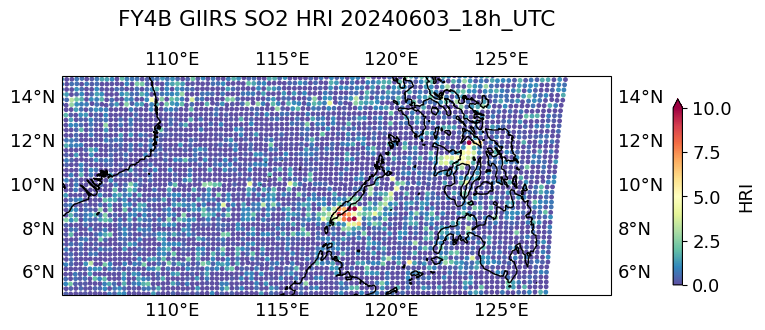 FY4B GIIRS SO2 HRI 20240603_18h_UTC
110°E 115°E 120°E 125°E
14°N 14°N
12°N 12°N
10°N 10°N
8°N 8°N
6°N 6°N
110°E 115°E 120°E 125°E
10.0
7.5
5.0
2.5
0.0
HRI